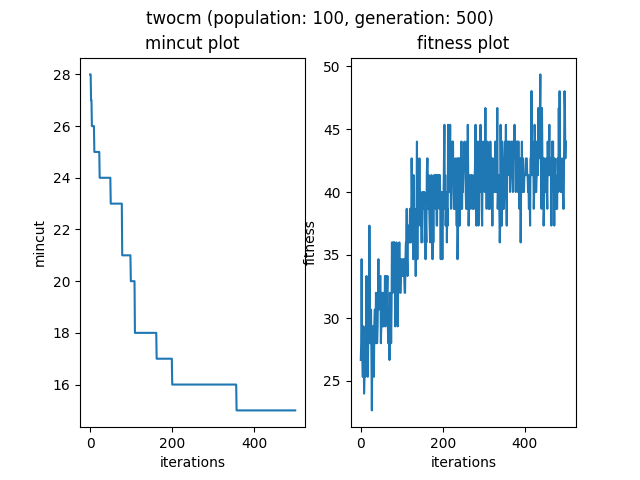 twocm (population: 100, generation: 500)
mincut plot
28
26
24
22
20
18
16
mincut
0
200
400
iterations
fitness plot
50
45
40
35
30
25
fitness
0
200
400
iterations